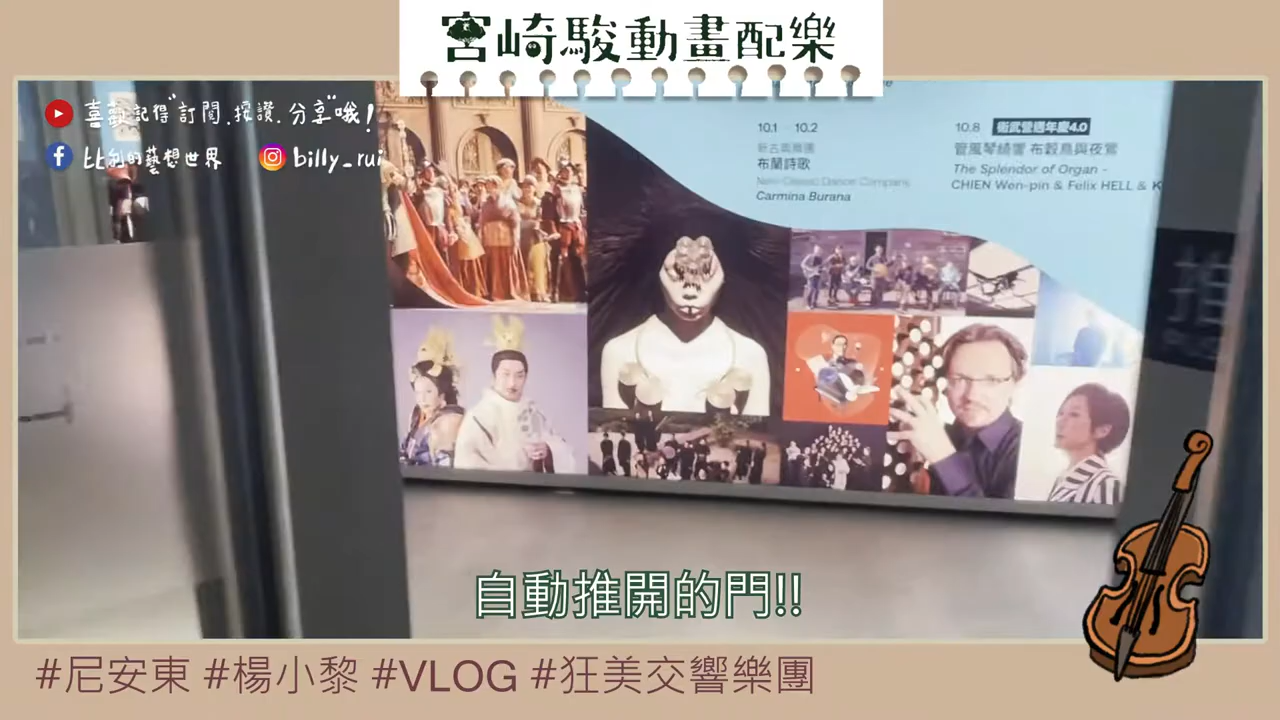 宮崎駿動畫配樂
喜歡記得"訂閱.按讚.分享"哦!
比利的藝想世界 billy_rui
10.1 - 10.2
新古典舞團
布蘭詩歌
Neo-Classic Dance Company
Carmina Burana
10.8 衛武營週年慶4.0
管風琴綺響 布穀鳥與夜鶯
The Splendor of Organ -
CHIEN Wen-pin & Felix HELL & K
推
自動推開的門!!
#尼安東 #楊小黎 #VLOG #狂美交響樂團